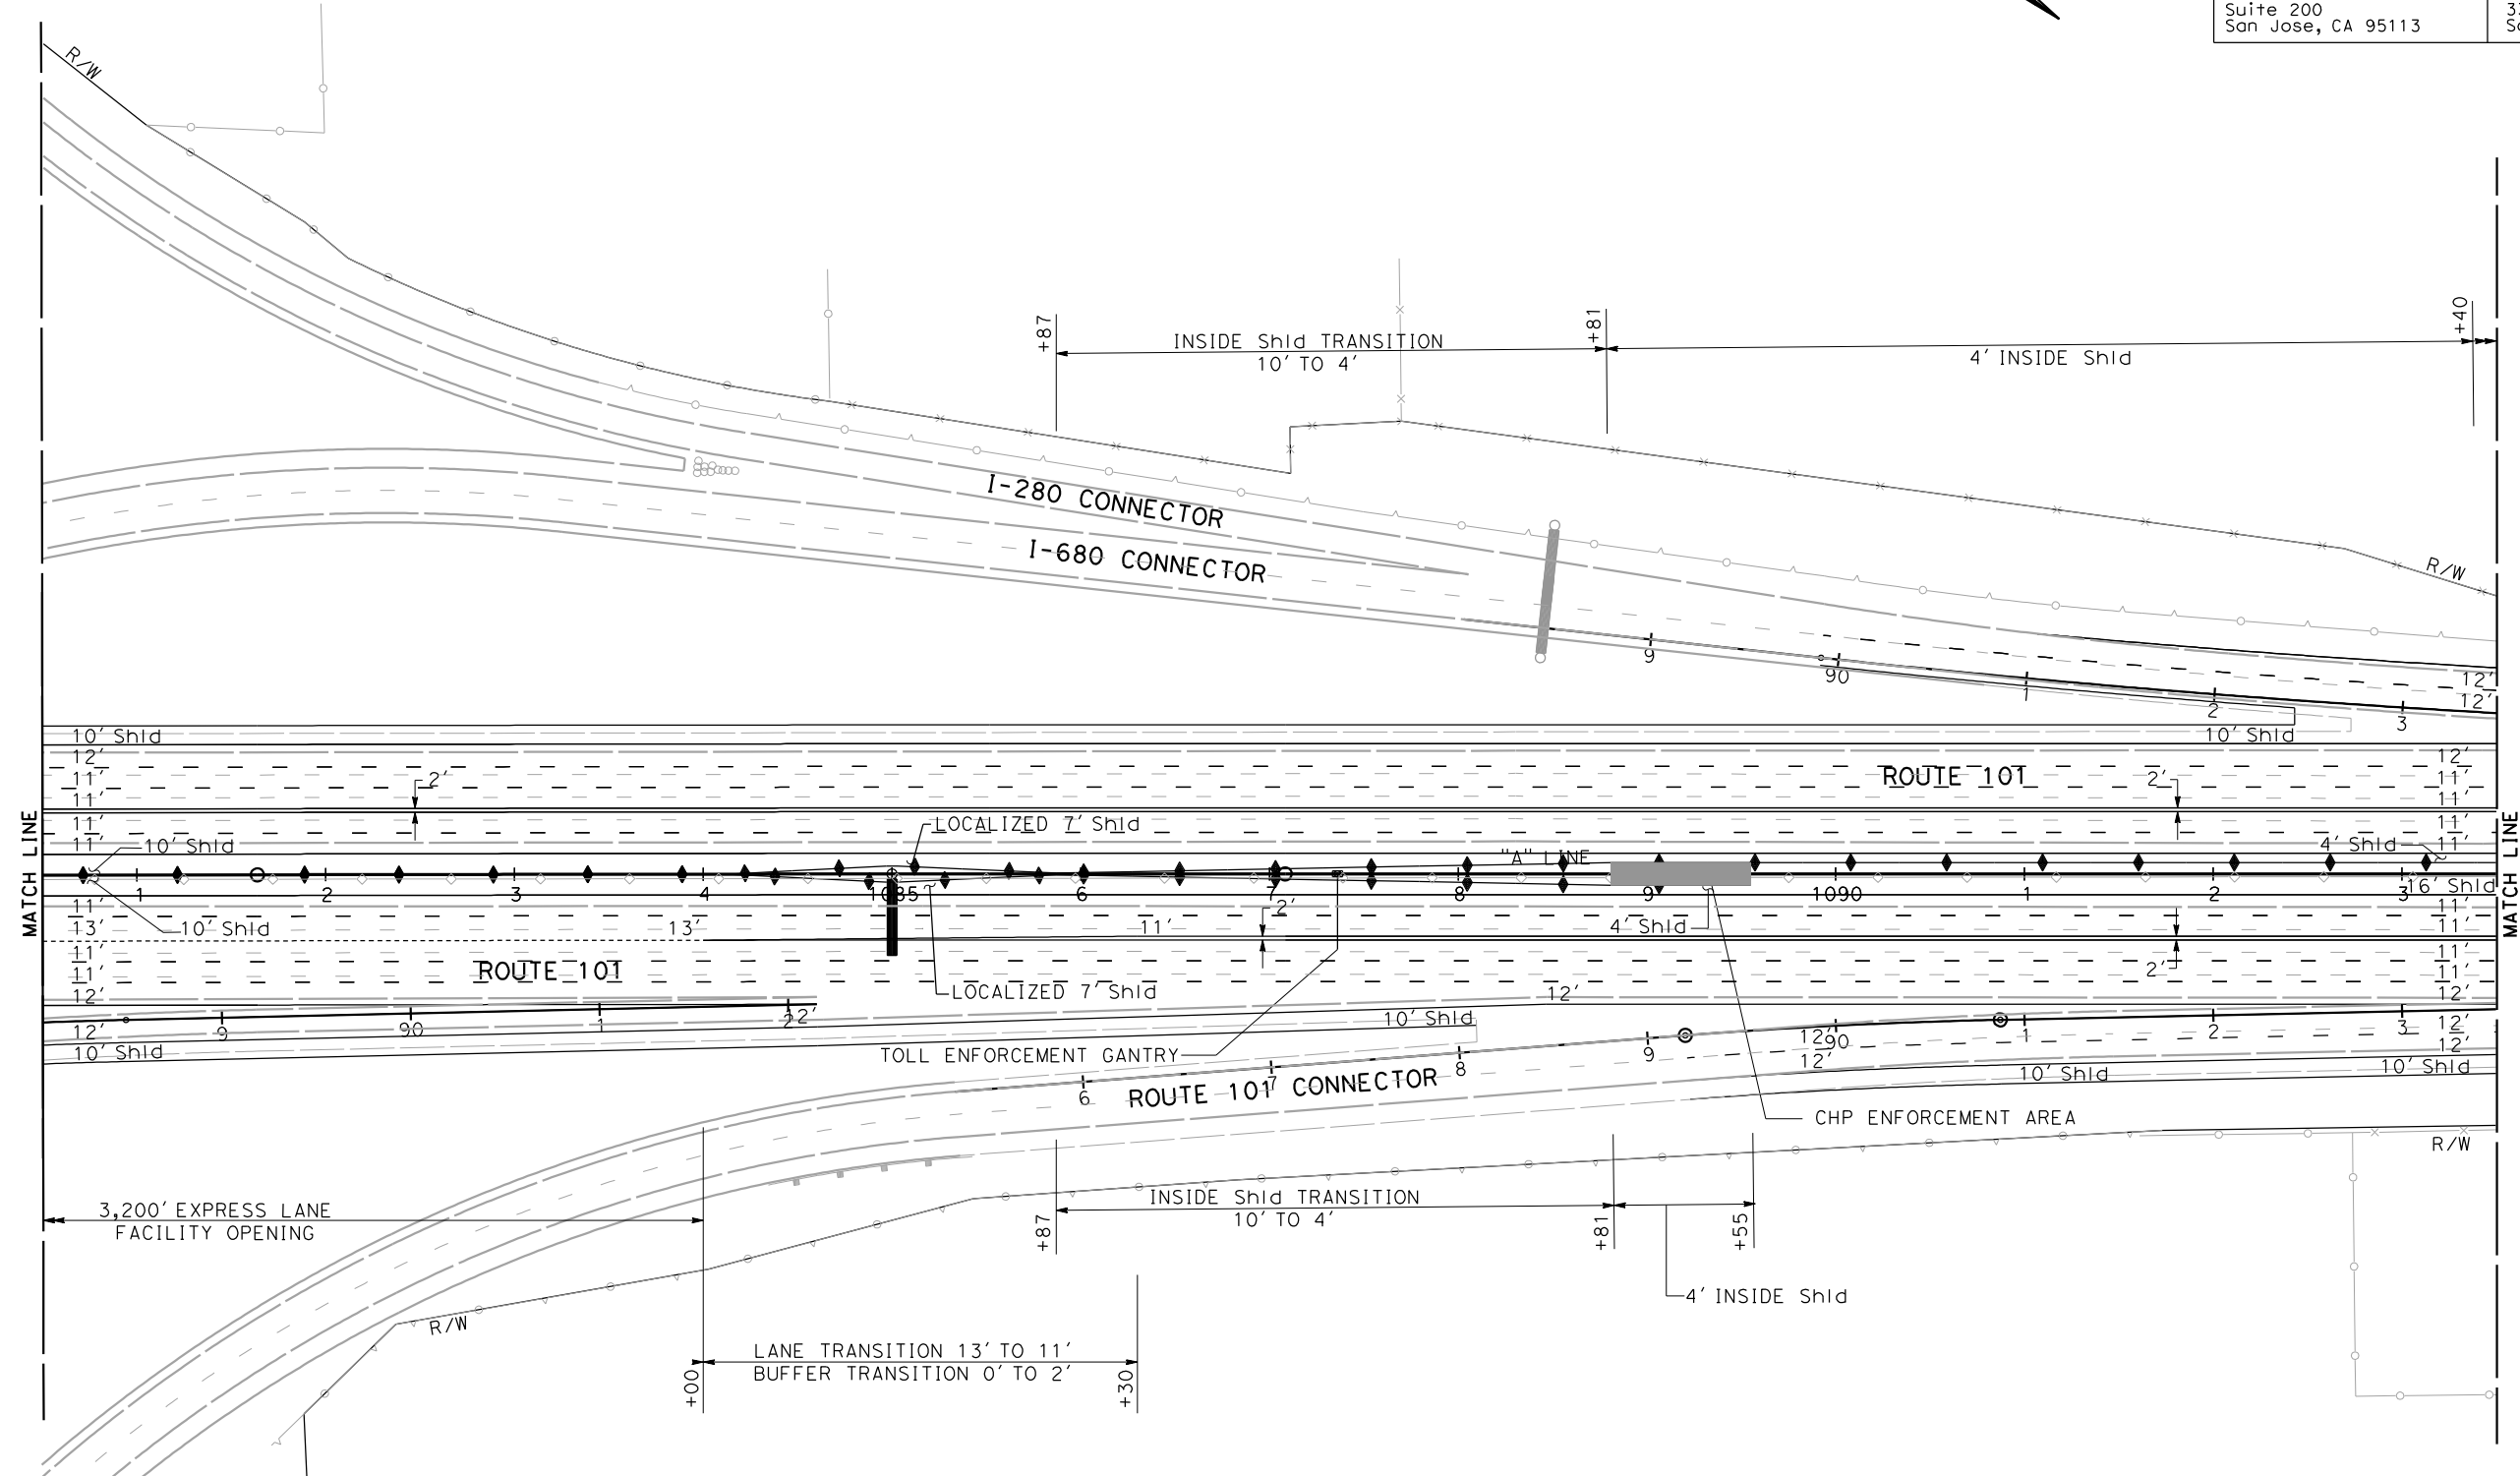 Suite 200
San Jose, CA 95113
R/W
+87
INSIDE Shld TRANSITION
10' TO 4'
+81
4' INSIDE Shld
+40
I-280 CONNECTOR
I-680 CONNECTOR
R/W
9
90
1
2
3
12'
12'
10' Shld
10' Shld
12'
11'
2'
11'
11'
11'
ROUTE 101
2'
12'
11'
11'
11'
11'
LOCALIZED 7' Shld
10' Shld
"A" LINE
4' Shld
MATCH LINE
MATCH LINE
1
2
3
4
1085
6
7
8
9
1090
1
2
3
16' Shld
11'
13'
10' Shld
13'
11'
2'
4' Shld
11'
11'
11'
11'
ROUTE 101
11'
11'
2'
12'
LOCALIZED 7' Shld
12'
12'
12'
9
90
1
2
12'
10' Shld
10' Shld
TOLL ENFORCEMENT GANTRY
6
7
8
9
90
1
2
3
12'
12'
12'
12'
10' Shld
10' Shld
ROUTE 101 CONNECTOR
CHP ENFORCEMENT AREA
R/W
3,200' EXPRESS LANE
FACILITY OPENING
+87
INSIDE Shld TRANSITION
10' TO 4'
+81
+55
4' INSIDE Shld
R/W
+00
LANE TRANSITION 13' TO 11'
BUFFER TRANSITION 0' TO 2'
+30